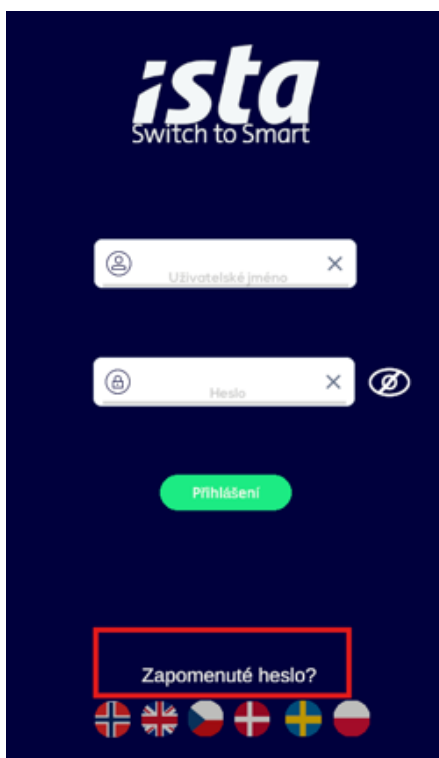 ista
Switch to Smart
Uživatelské jméno
Heslo
Přihlášení
Zapomenuté heslo?